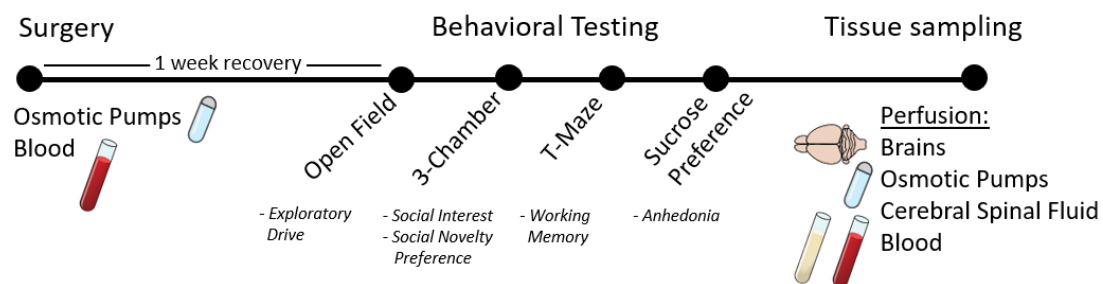 Surgery
Behavioral Testing
Tissue sampling
1 week recovery
Osmotic Pumps
Blood
Open Field
3-Chamber
T-Maze
Sucrose
Preference
- Exploratory
Drive
- Social Interest
- Social Novelty
Preference
- Working
Memory
- Anhedonia
Perfusion:
Brains
Osmotic Pumps
Cerebral Spinal Fluid
Blood